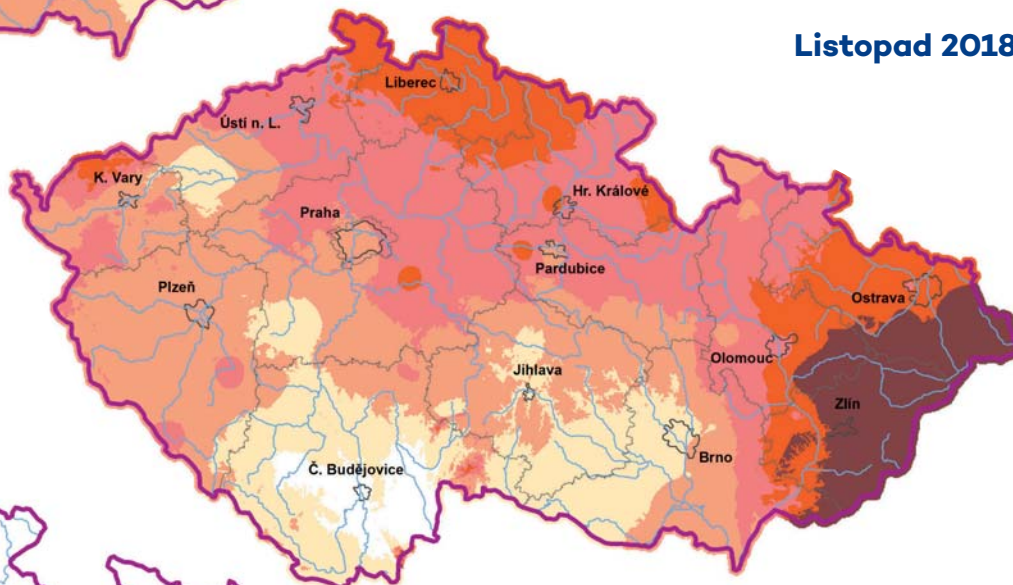 Listopad 2018
Liberec
Ústí n. L.
K. Vary
Hr. Králové
Praha
Pardubice
Plzeň
Ostrava
Olomouc
Jihlava
Zlín
Brno
Č. Budějovice